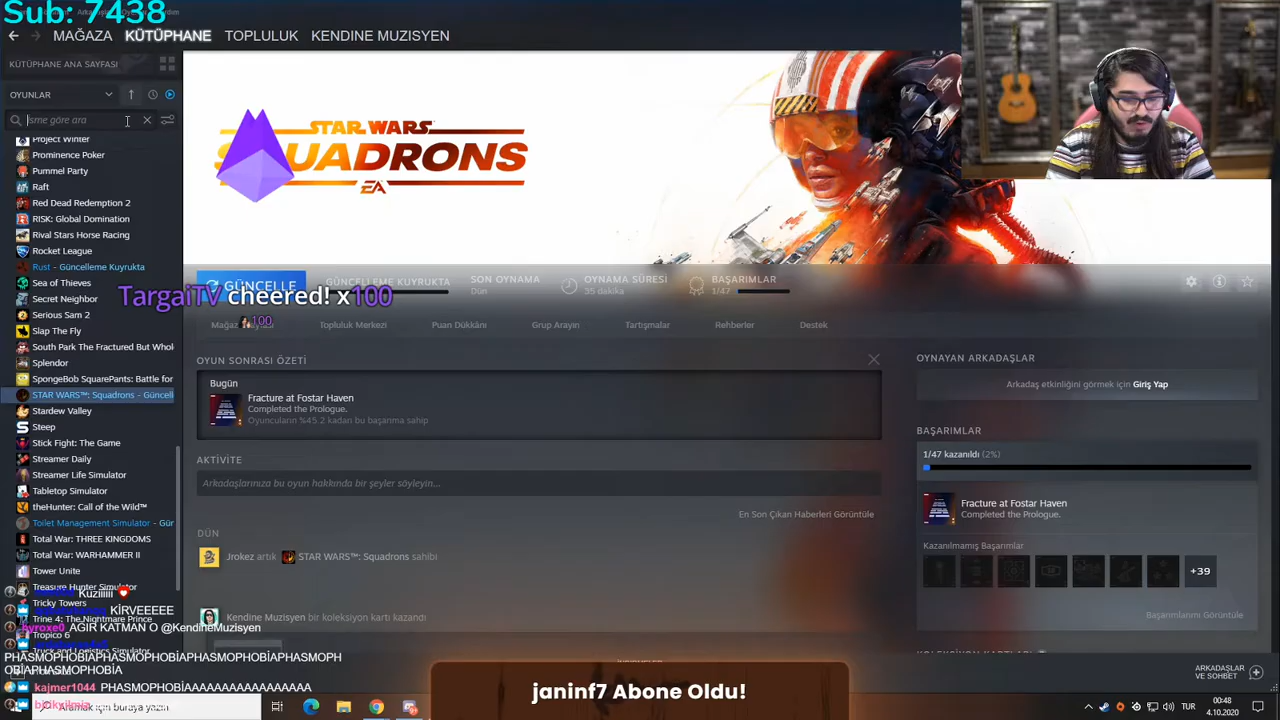 Sub: 7438
MAĞAZA KÜTÜPHANE TOPLULUK KENDINE MUZISYEN
KÜTÜPHANE ANA SAYFASI
OYUNLAR
isme göre ara
Project Winter
Prominence Poker
Pummel Party
Raft
Red Dead Redemption 2
RISK: Global Domination
Rival Stars Horse Racing
Rocket League
Rust - Güncelleme Kuyrukta
Sea of Thieves
Secret Neighbor
Serious Sam 2
Slap The Fly
South Park The Fractured But Whole
Splendor
SpongeBob SquarePants: Battle for
STAR WARS™: Squadrons - Güncell
Stardew Valley
Steep
Stick Fight: The Game
Streamer Daily
Streamer Life Simulator
Tabletop Simulator
theHunter: Call of the Wild™
Toilet Management Simulator - Gür
Total War: THREE KINGDOMS
Total War: WARHAMMER II
Tower Unite
Treasure Hunter Simulator
Tricky Towers
Trine 4: The Nightmare Prince
Tropico 6
STAR WARS
SQUADRONS
EA
GÜNCELLE
GÜNCELLEME KUYRUKTA
SON OYNAMA
Dün
OYNAMA SÜRESİ
35 dakika
BAŞARIMLAR
1/47
TargaiTV cheered! x100
100
Topluluk Merkezi
Puan Dükkânı
Grup Arayın
Tartışmalar
Rehberler
Destek
OYUN SONRASI ÖZETİ
Bugün
Fracture at Fostar Haven
Completed the Prologue.
Oyuncuların %45.2 kadarı bu başarıma sahip
AKTİVİTE
Arkadaşlarınıza bu oyun hakkında bir şeyler söyleyin...
En Son Çıkan Haberleri Görüntüle
DÜN
Jrokez artık STAR WARS™: Squadrons sahibi
Kendine Muzisyen bir koleksiyon kartı kazandı
OYNAYAN ARKADAŞLAR
Arkadaş etkinliğini görmek için Giriş Yap
BAŞARIMLAR
1/47 kazanıldı (2%)
Fracture at Fostar Haven
Completed the Prologue.
Kazanılmamış Başarımlar
+39
Başarımlarımı Görüntüle
Kuziiiiii
KİRVEEEEE
AGIR KATMAN O @KendineMuzisyen
PHASMOPHOBİAPHASMOPHOBİAPHASMOPHOBİAPHASMOPH
OBİAPHASMOPHOBİA
kajmer1044 PHASMOPHOBİAAAAAAAAAAAAAAAAA
janinf7 Abone Oldu!
ARKADAŞLAR
VE SOHBET
TUR
00:48
4.10.2020